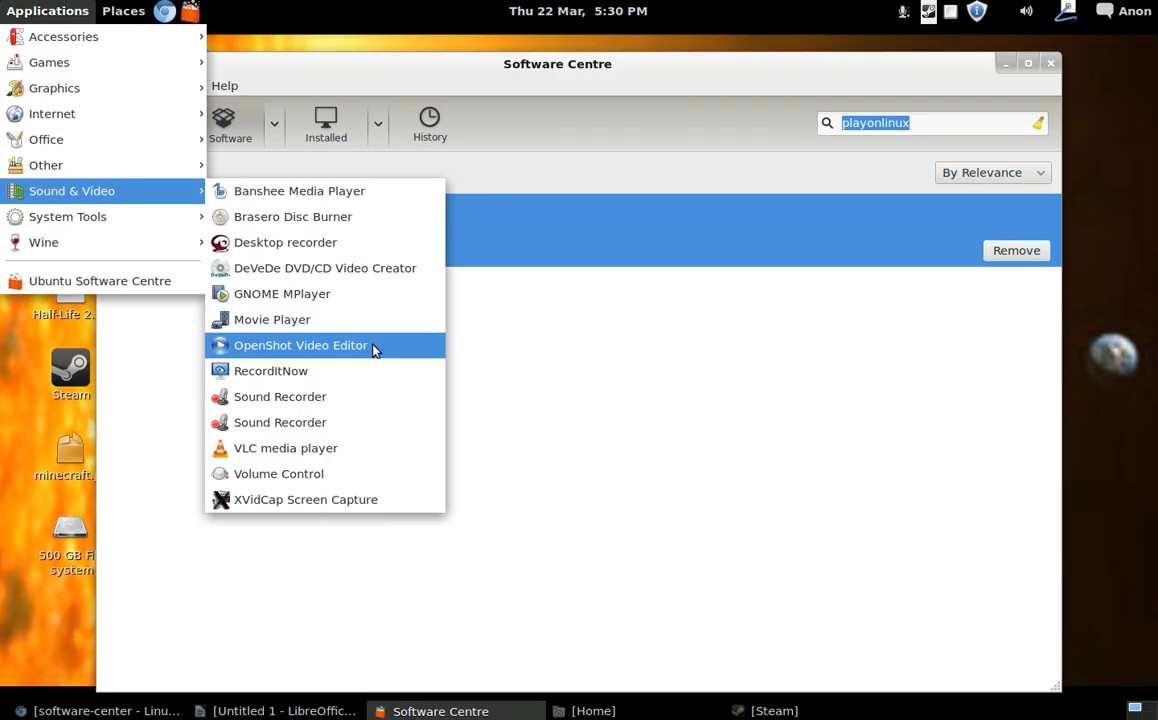 Applications Places Thu 22 Mar, 5:30 PM Anon
Accessories
Games
Graphics
Internet
Office
Other
Sound & Video
System Tools
Wine
Ubuntu Software Centre
Software Centre
Help
Software Installed History
playonlinux
By Relevance
Remove
Banshee Media Player
Brasero Disc Burner
Desktop recorder
DeVeDe DVD/CD Video Creator
GNOME MPlayer
Movie Player
OpenShot Video Editor
RecordItNow
Sound Recorder
Sound Recorder
VLC media player
Volume Control
XVidCap Screen Capture
Half-Life 2.
Steam
minecraft.
500 GB Fi
system
[software-center - Linu... [Untitled 1 - LibreOffic... Software Centre [Home] [Steam]